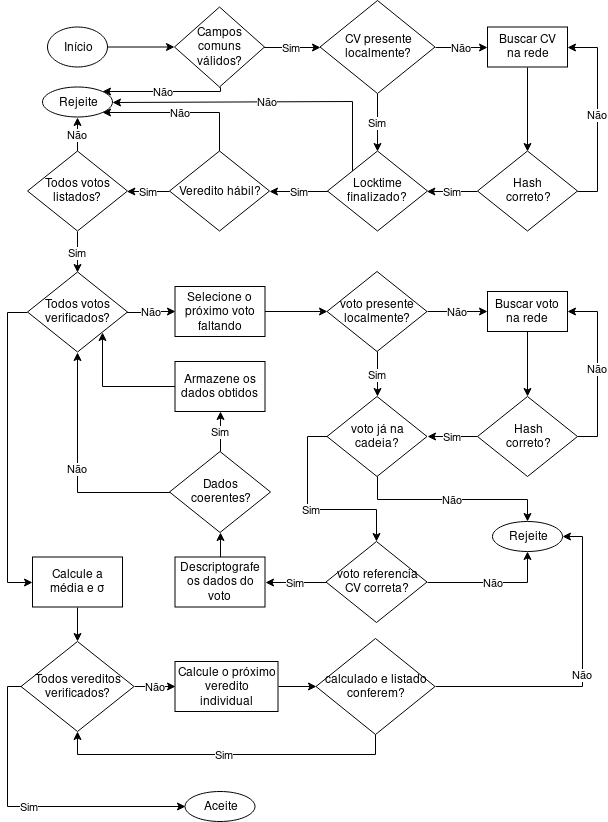 Início
Campos
comuns
válidos?
Sim
CV presente
localmente?
Não
Buscar CV
na rede
Não
Rejeite
Não
Não
Não
Sim
Não
Todos votos
listados?
Sim
Veredito hábil?
Sim
Locktime
finalizado?
Sim
Hash
correto?
Sim
Todos votos
verificados?
Não
Selecione o
próximo voto
faltando
voto presente
localmente?
Não
Buscar voto
na rede
Armazene os
dados obtidos
Sim
Não
Sim
voto já na
cadeia?
Sim
Hash
correto?
Não
Dados
coerentes?
Não
Sim
Rejeite
Calcule a
média e σ
Descriptografe
os dados do
voto
Sim
voto referencia
CV correta?
Não
Todos vereditos
verificados?
Não
Calcule o próximo
veredito
individual
calculado e listado
conferem?
Não
Sim
Sim
Aceite